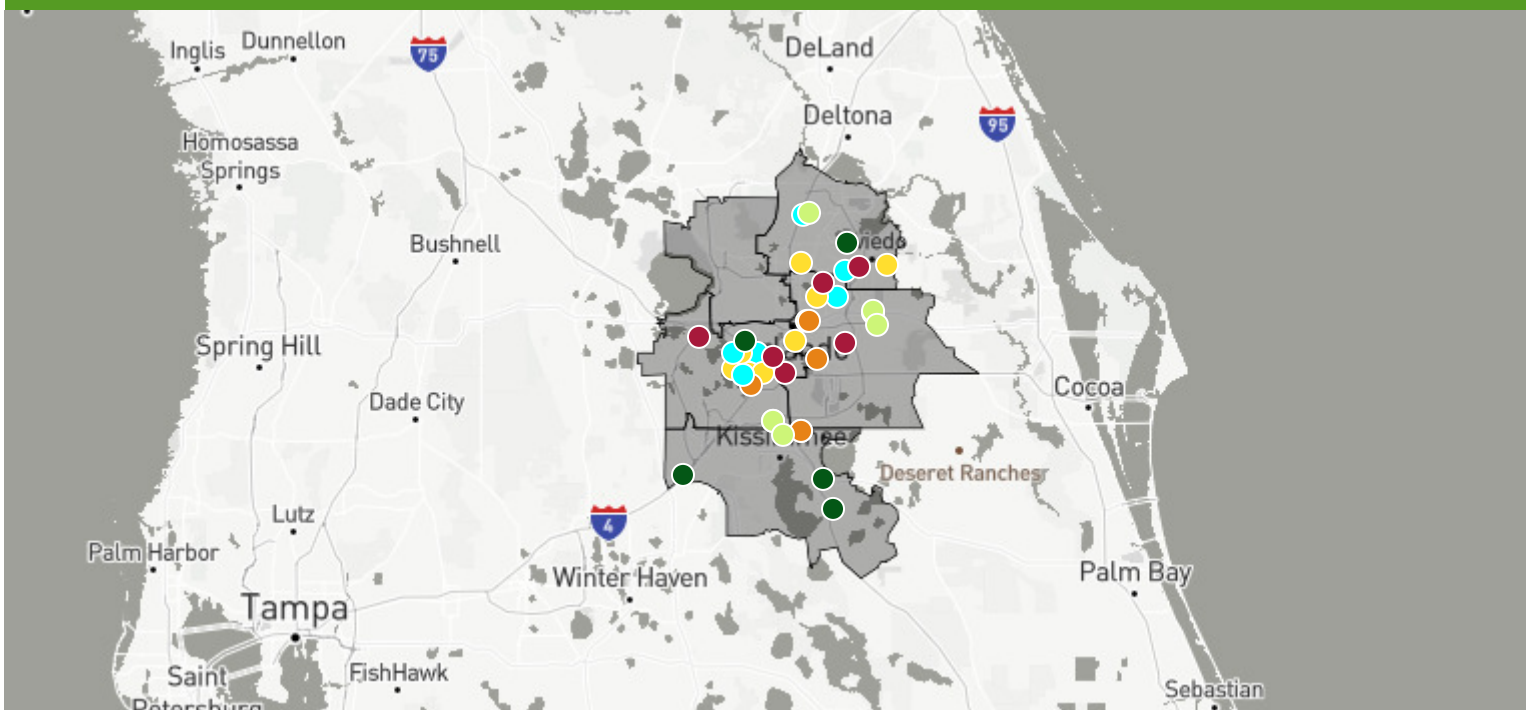 Inglis
Dunnellon
75
DeLand
Deltona
95
Homosassa
Springs
Bushnell
Spring Hill
Dade City
Cocoa
Deseret Ranches
Lutz
4
Palm Harbor
Winter Haven
Palm Bay
Tampa
Saint
Petersburg
FishHawk
Sebastian